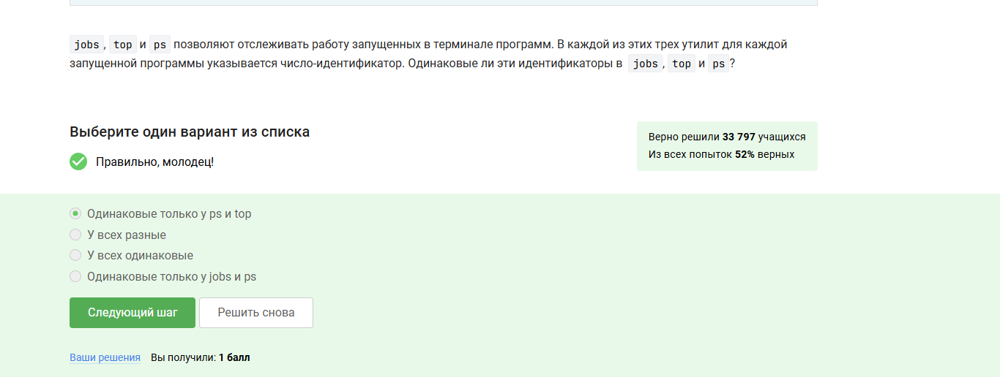 jobs, top и ps позволяют отслеживать работу запущенных в терминале программ. В каждой из этих трех утилит для каждой
запущенной программы указывается число-идентификатор. Одинаковые ли эти идентификаторы в jobs, top и ps?
Выберите один вариант из списка
Правильно, молодец!
Верно решили 33 797 учащихся
Из всех попыток 52% верных
Одинаковые только у ps и top
У всех разные
У всех одинаковые
Одинаковые только у jobs и ps
Следующий шаг Решить снова
Ваши решения Вы получили: 1 балл